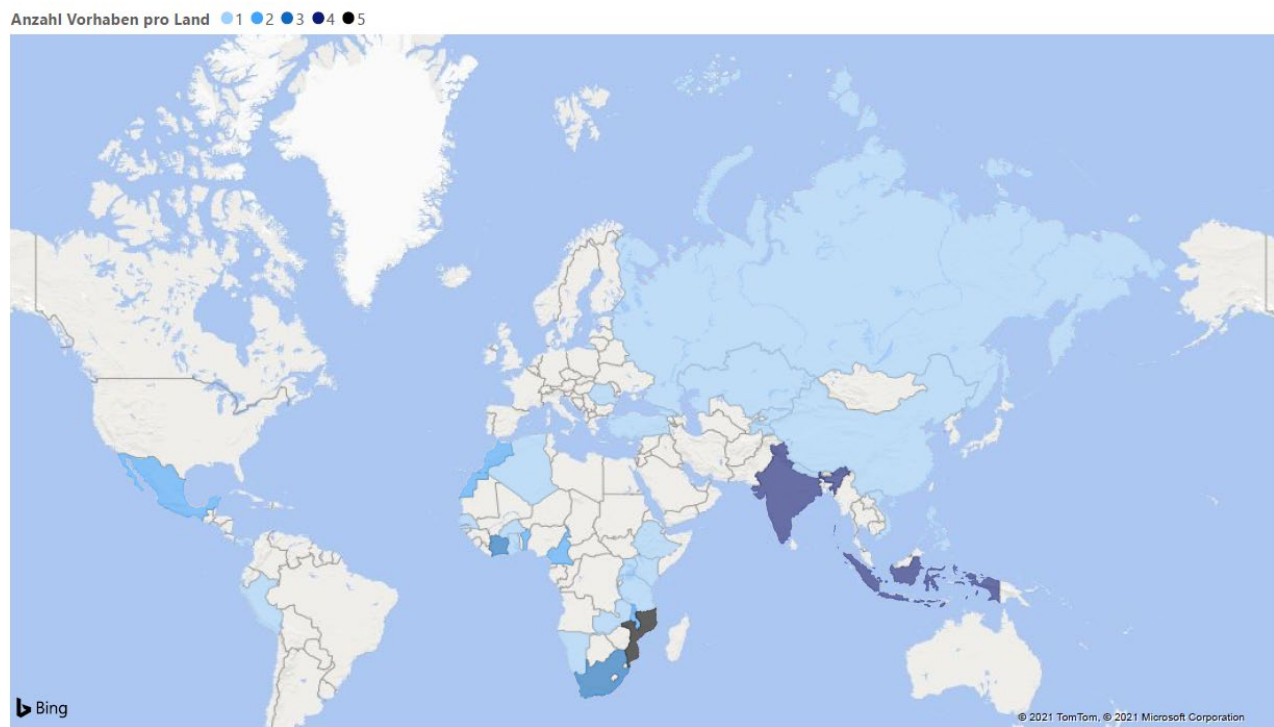 Anzahl Vorhaben pro Land 1 2 3 4 5
Bing
© 2021 TomTom, © 2021 Microsoft Corporation